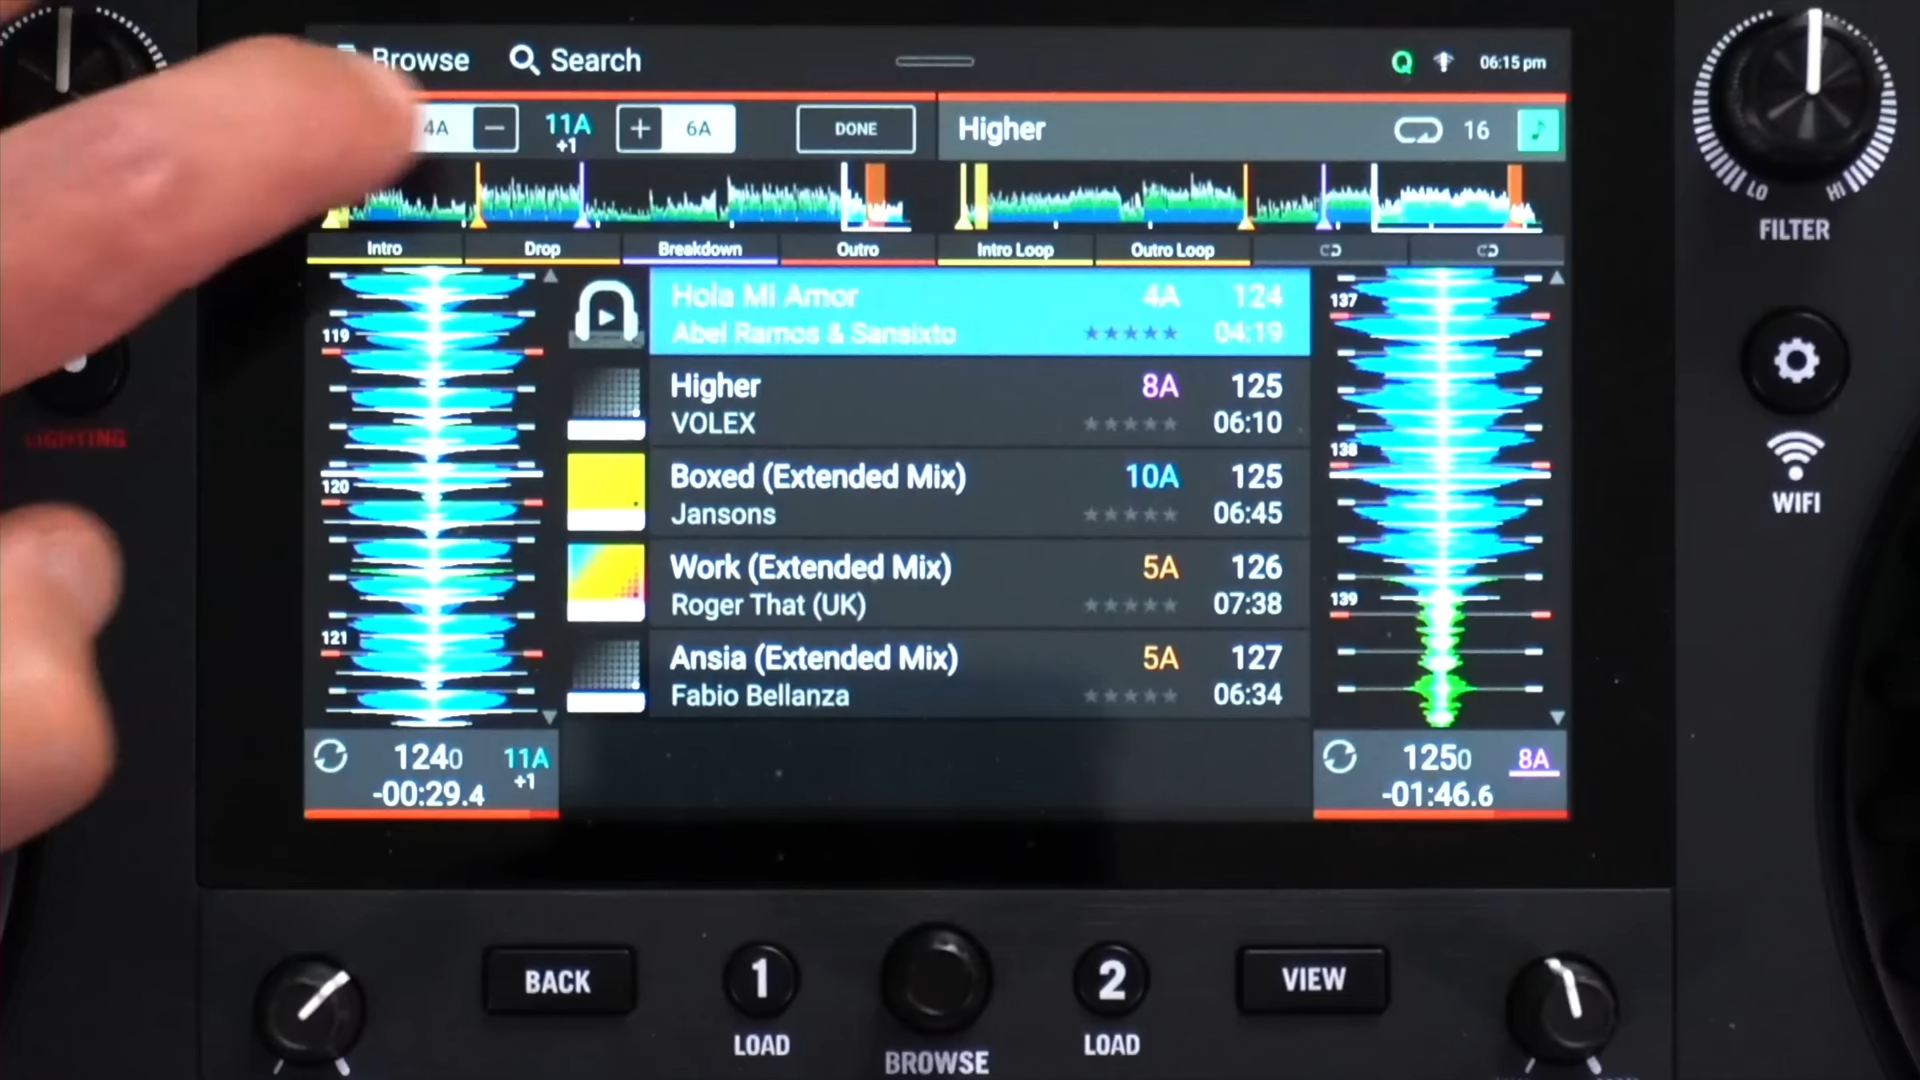 Browse
Search
Q
06:15 pm
4A
−
11A
+1
+
6A
DONE
Higher
16
Intro
Drop
Breakdown
Outro
Intro Loop
Outro Loop
Hola Mi Amor 4A 124
Abel Ramos & Sansixto 04:19
Higher 8A 125
VOLEX 06:10
Boxed (Extended Mix) 10A 125
Jansons 06:45
Work (Extended Mix) 5A 126
Roger That (UK) 07:38
Ansia (Extended Mix) 5A 127
Fabio Bellanza 06:34
119
120
121
137
138
139
1240 11A
+1
-00:29.4
1250 8A
-01:46.6
LO
HI
FILTER
WIFI
LIGHTING
BACK
1
LOAD
BROWSE
2
LOAD
VIEW